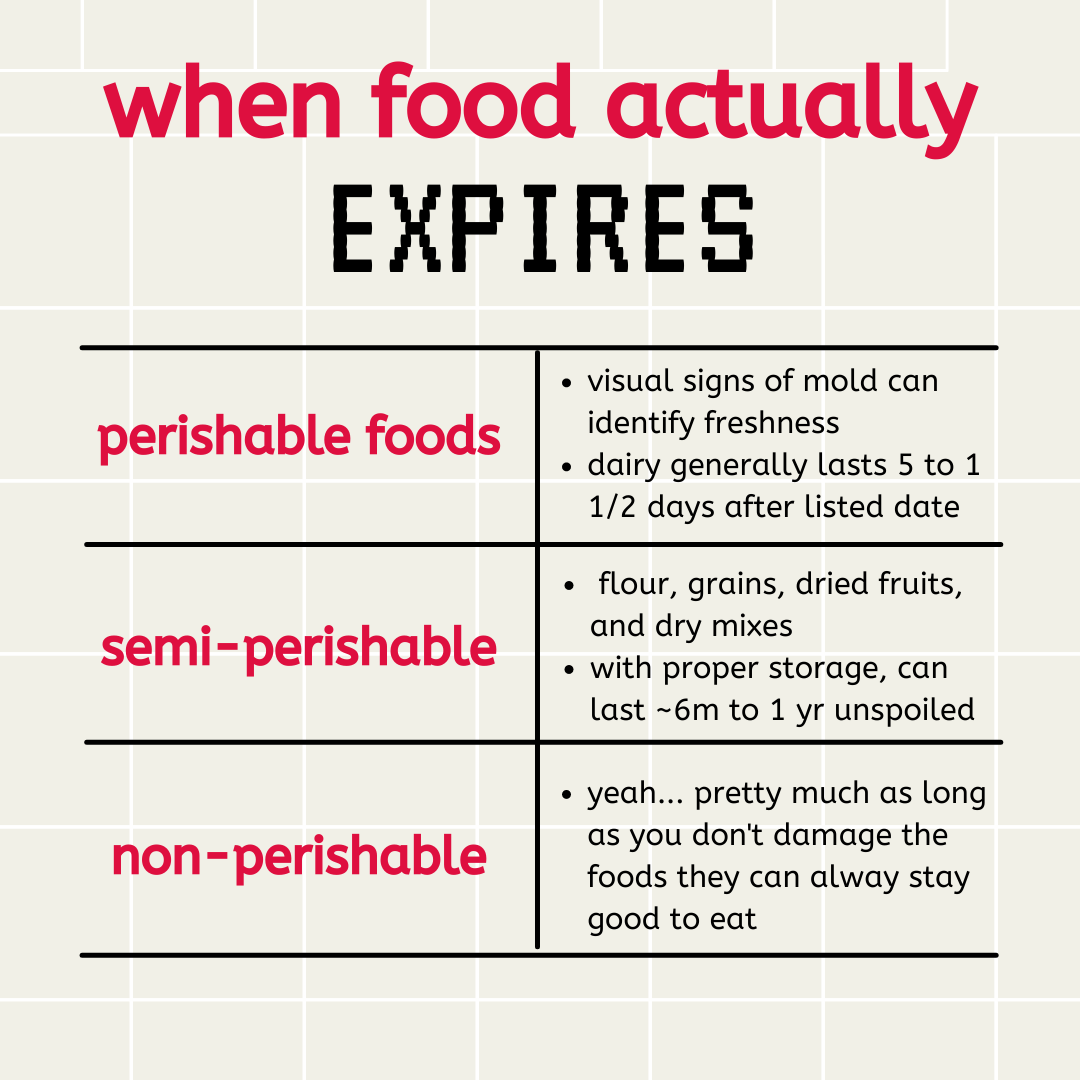 when food actually
EXPIRES
perishable foods
• visual signs of mold can
identify freshness
• dairy generally lasts 5 to 1
1/2 days after listed date
semi-perishable
• flour, grains, dried fruits,
and dry mixes
• with proper storage, can
last ~6m to 1 yr unspoiled
non-perishable
• yeah... pretty much as long
as you don't damage the
foods they can alway stay
good to eat